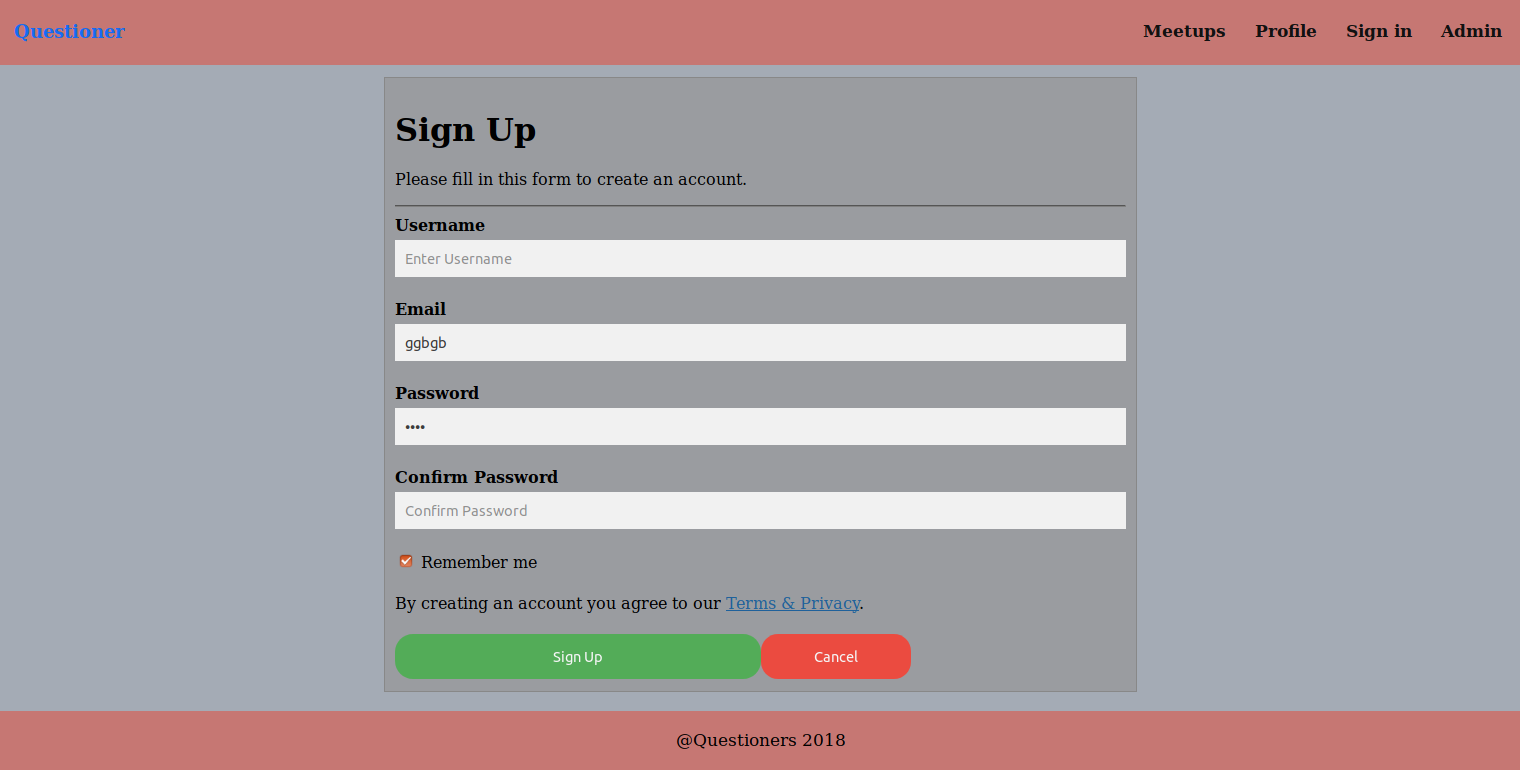 Questioner Meetups Profile Sign in Admin
Sign Up
Please fill in this form to create an account.
Username
Enter Username
Email
ggbgb
Password
••••
Confirm Password
Confirm Password
Remember me
By creating an account you agree to our Terms & Privacy.
Sign Up Cancel
@Questioners 2018